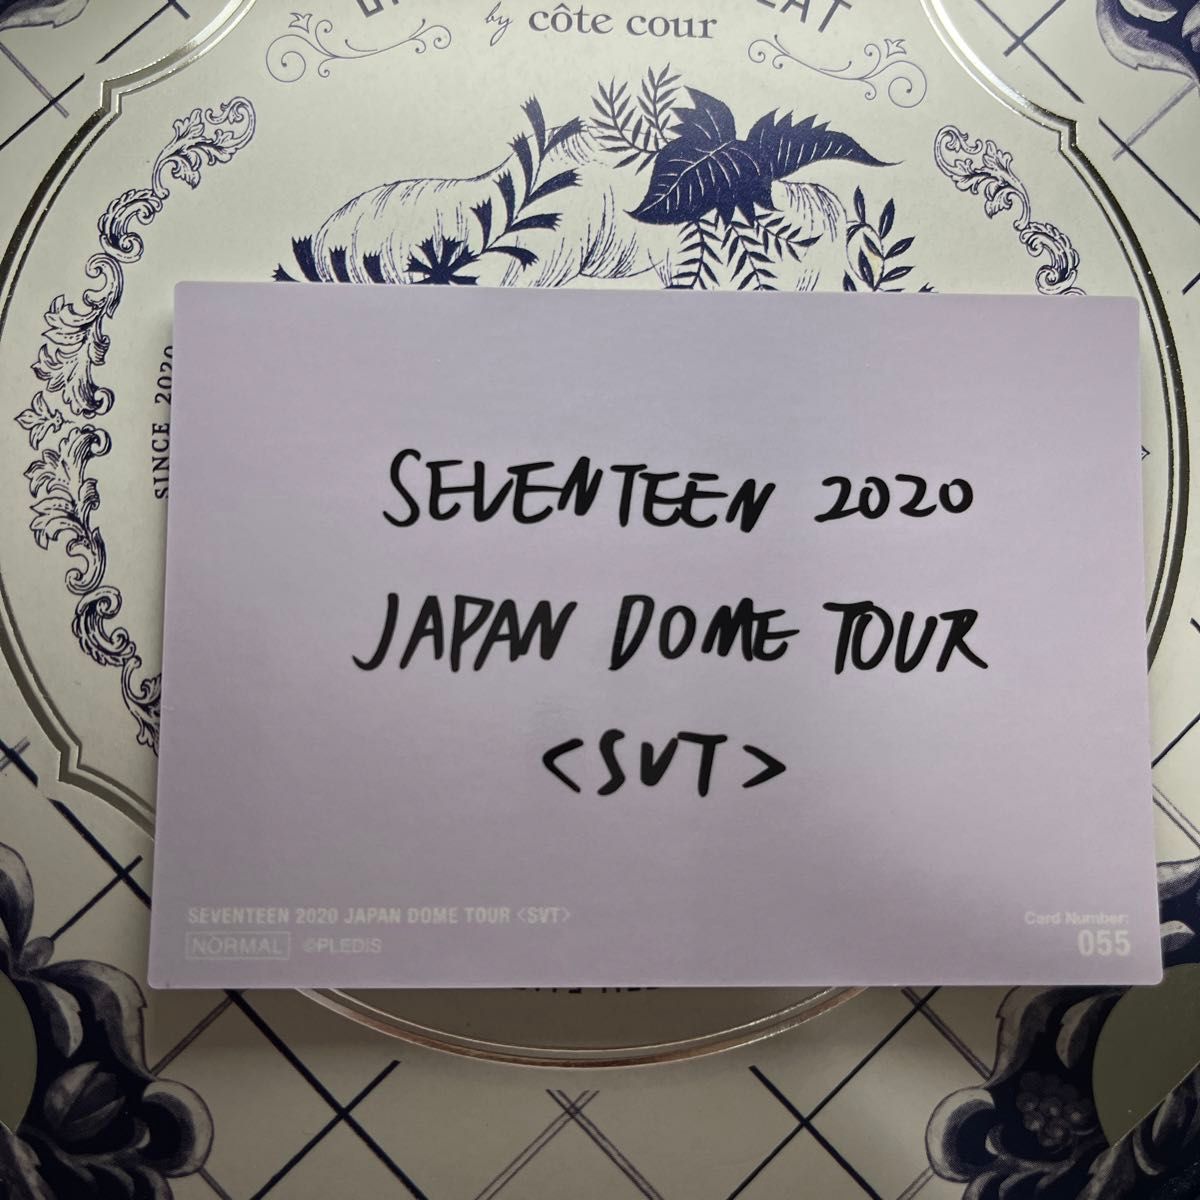 by côte cour
SINCE 2020
SEVENTEEN 2020
JAPAN DOME TOUR
<SVT>
SEVENTEEN 2020 JAPAN DOME TOUR <SVT>
NORMAL ©PLEDIS
Card Number:
055